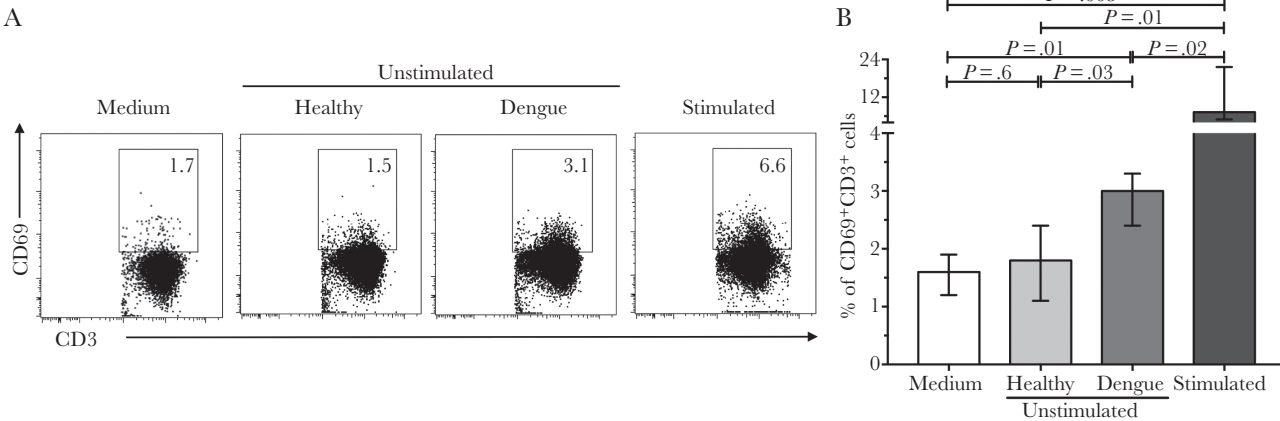 A
Unstimulated
Medium
Healthy
Dengue
Stimulated
1.7
1.5
3.1
6.6
CD69
CD3
B
P = .01
P = .01
P = .02
P = .6
P = .03
% of CD69+CD3+ cells
24
12
4
3
2
1
0
Medium
Healthy
Dengue
Stimulated
Unstimulated